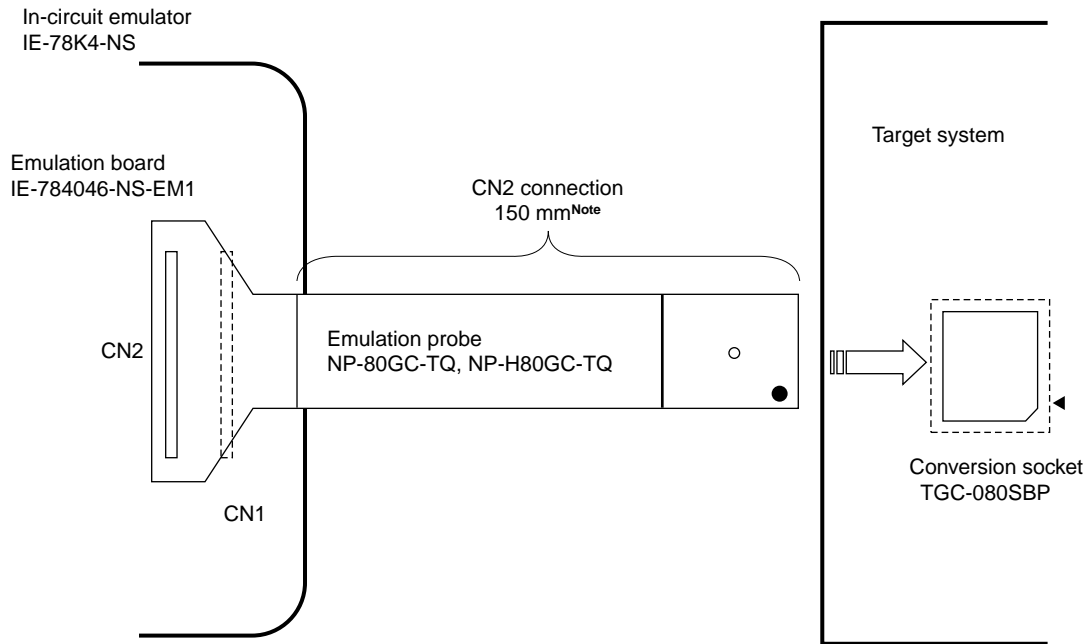 In-circuit emulator
IE-78K4-NS
Target system
Emulation board
IE-784046-NS-EM1
CN2 connection
150 mmNote
CN2
Emulation probe
NP-80GC-TQ, NP-H80GC-TQ
CN1
Conversion socket
TGC-080SBP